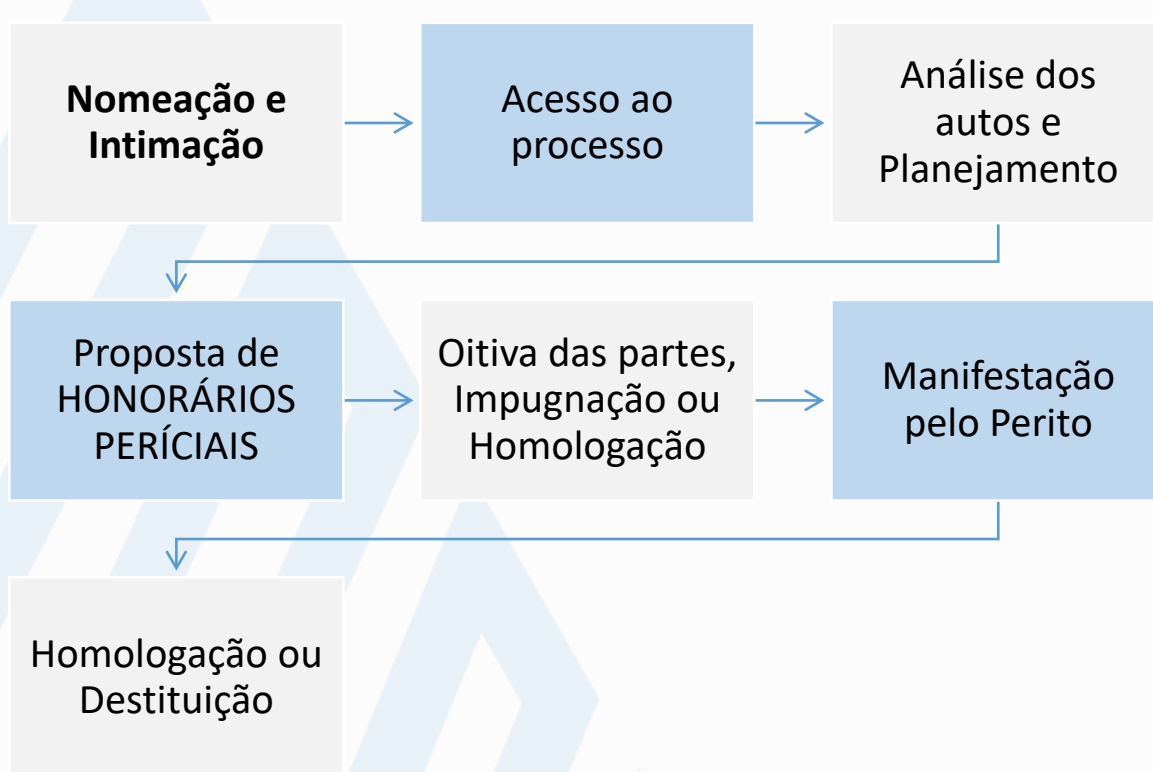 Nomeação e
Intimação
Acesso ao
processo
Análise dos
autos e
Planejamento
Proposta de
HONORÁRIOS
PERÍCIAIS
Oitiva das partes,
Impugnação ou
Homologação
Manifestação
pelo Perito
Homologação ou
Destituição